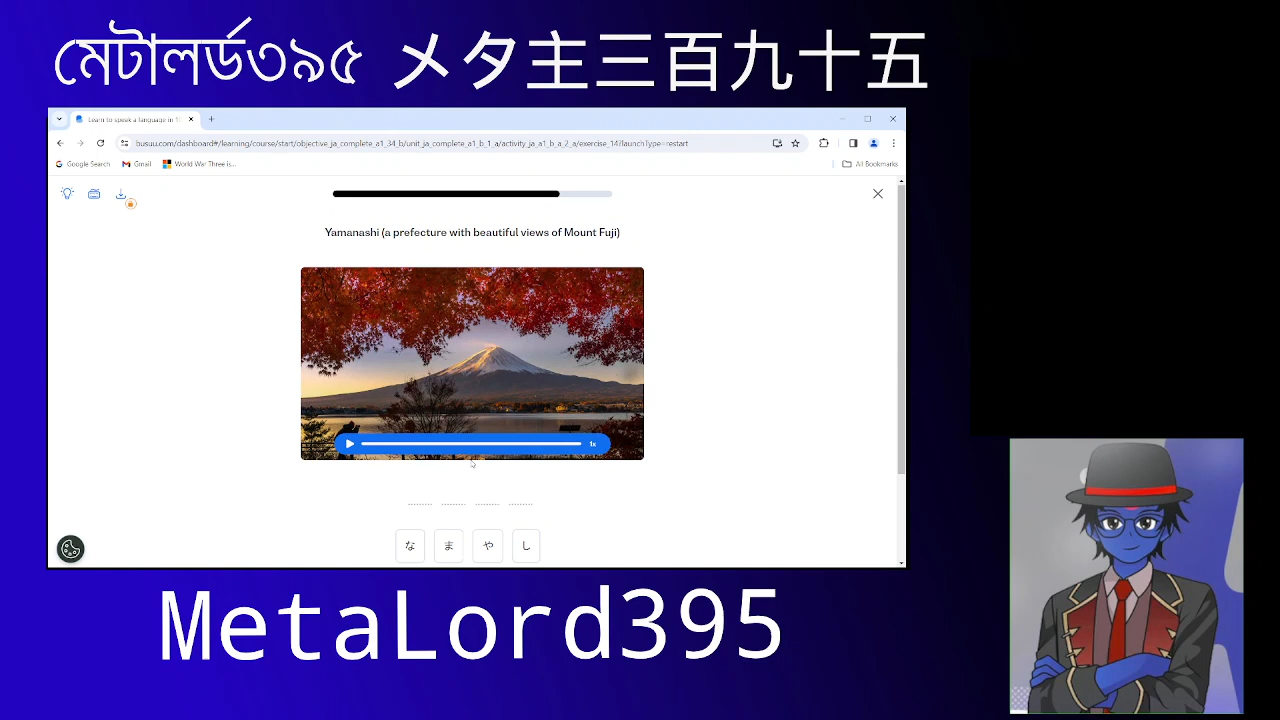 মেটালর্ড৩৯৫ メタ主三百九十五
Learn to speak a language in 10
busuu.com/dashboard#/learning/course/start/objective_ja_complete_a1_34_b/unit_ja_complete_a1_b_1_a/activity_ja_a1_b_a_2_a/exercise_14?launchType=restart
Google Search Gmail World War Three is... All Bookmarks
Yamanashi (a prefecture with beautiful views of Mount Fuji)
1x
な ま や し
MetaLord395